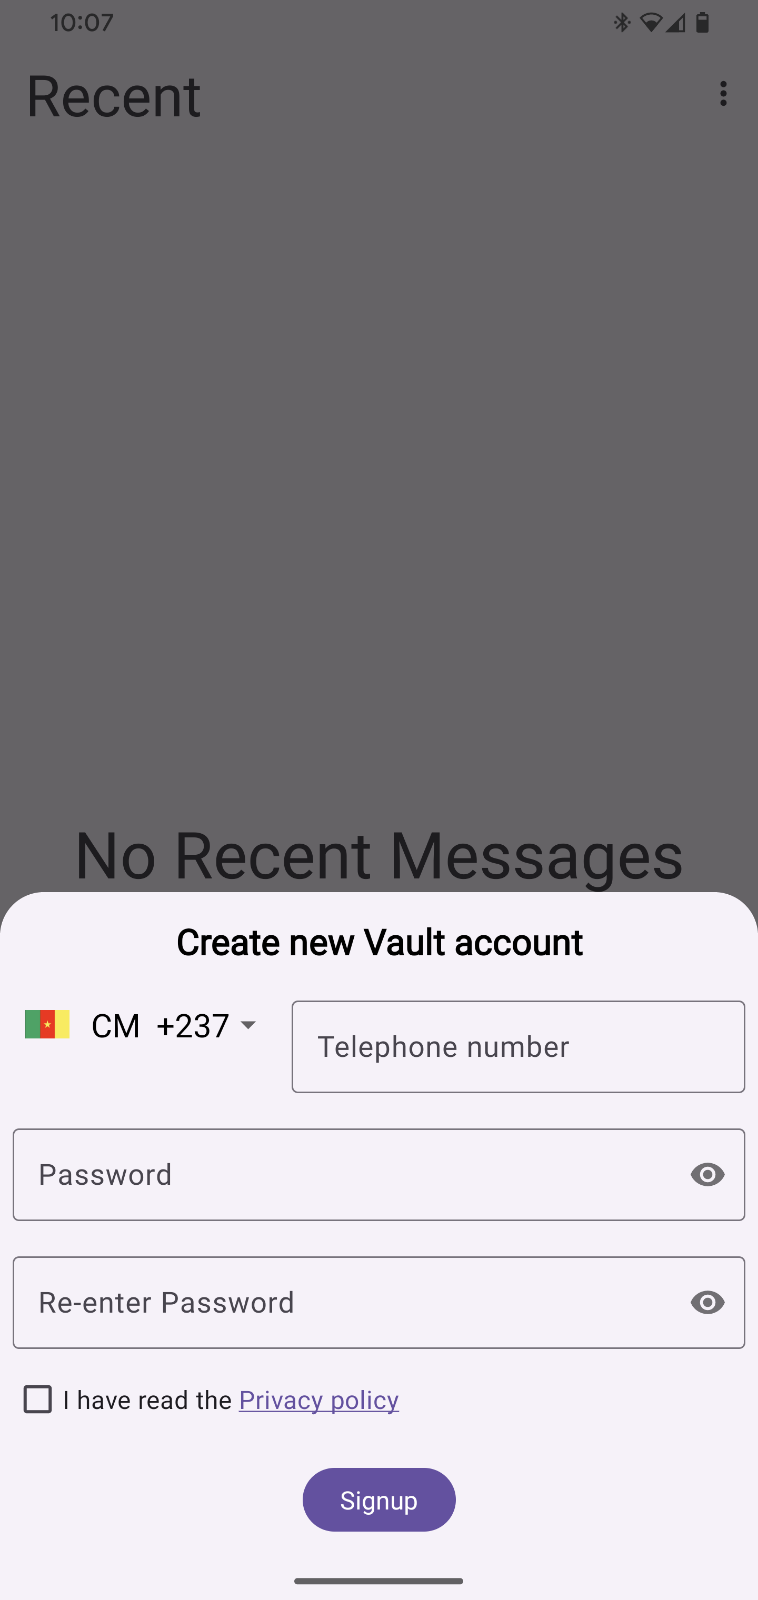 10:07
Recent
No Recent Messages
Create new Vault account
CM +237
Telephone number
Password
Re-enter Password
I have read the Privacy policy
Signup